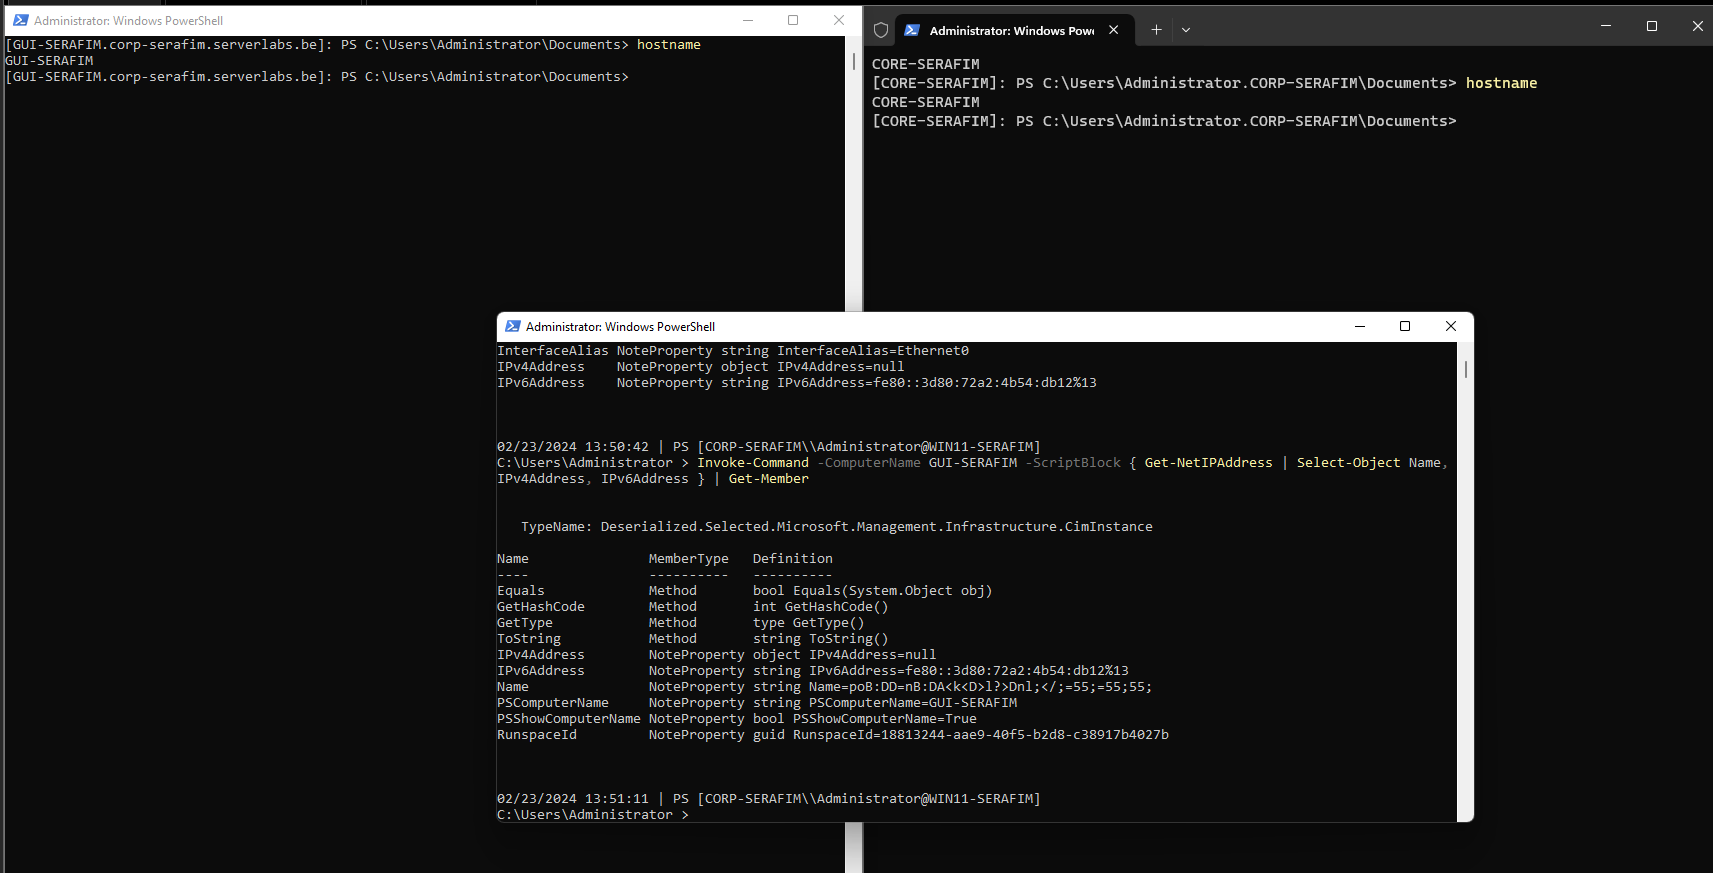 Administrator: Windows PowerShell
[GUI-SERAFIM.corp-serafim.serverlabs.be]: PS C:\Users\Administrator\Documents> hostname
GUI-SERAFIM
[GUI-SERAFIM.corp-serafim.serverlabs.be]: PS C:\Users\Administrator\Documents>
Administrator: Windows Pow
CORE-SERAFIM
[CORE-SERAFIM]: PS C:\Users\Administrator.CORP-SERAFIM\Documents> hostname
CORE-SERAFIM
[CORE-SERAFIM]: PS C:\Users\Administrator.CORP-SERAFIM\Documents>
Administrator: Windows PowerShell
InterfaceAlias NoteProperty string InterfaceAlias=Ethernet0
IPv4Address    NoteProperty object IPv4Address=null
IPv6Address    NoteProperty string IPv6Address=fe80::3d80:72a2:4b54:db12%13
02/23/2024 13:50:42 | PS [CORP-SERAFIM\\Administrator@WIN11-SERAFIM]
C:\Users\Administrator > Invoke-Command -ComputerName GUI-SERAFIM -ScriptBlock { Get-NetIPAddress | Select-Object Name,
IPv4Address, IPv6Address } | Get-Member
TypeName: Deserialized.Selected.Microsoft.Management.Infrastructure.CimInstance
Name               MemberType   Definition
----               ----------   ----------
Equals             Method       bool Equals(System.Object obj)
GetHashCode        Method       int GetHashCode()
GetType            Method       type GetType()
ToString           Method       string ToString()
IPv4Address        NoteProperty object IPv4Address=null
IPv6Address        NoteProperty string IPv6Address=fe80::3d80:72a2:4b54:db12%13
Name               NoteProperty string Name=poB:DD=nB:DA<k<D>l?>Dnl;</;=55;=55;55;
PSComputerName     NoteProperty string PSComputerName=GUI-SERAFIM
PSShowComputerName NoteProperty bool PSShowComputerName=True
RunspaceId         NoteProperty guid RunspaceId=18813244-aae9-40f5-b2d8-c38917b4027b
02/23/2024 13:51:11 | PS [CORP-SERAFIM\\Administrator@WIN11-SERAFIM]
C:\Users\Administrator >